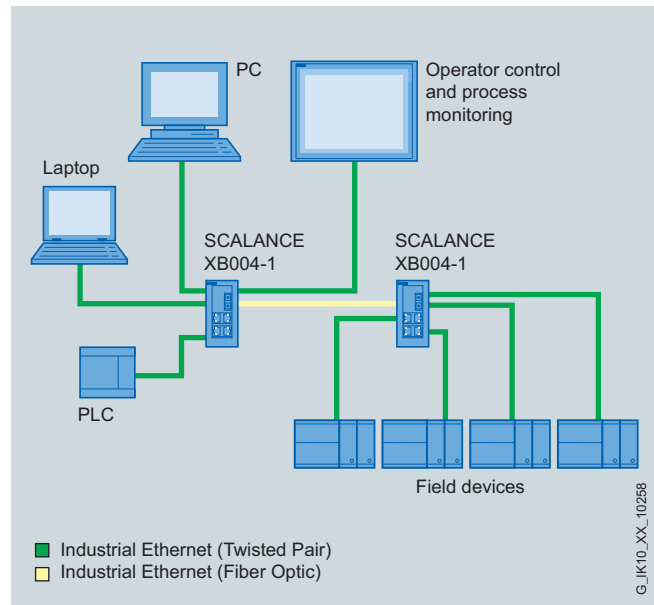 PC
Operator control
and process
monitoring
Laptop
SCALANCE
XB004-1
SCALANCE
XB004-1
PLC
Field devices
Industrial Ethernet (Twisted Pair)
Industrial Ethernet (Fiber Optic)
G_IK10_XX_10258